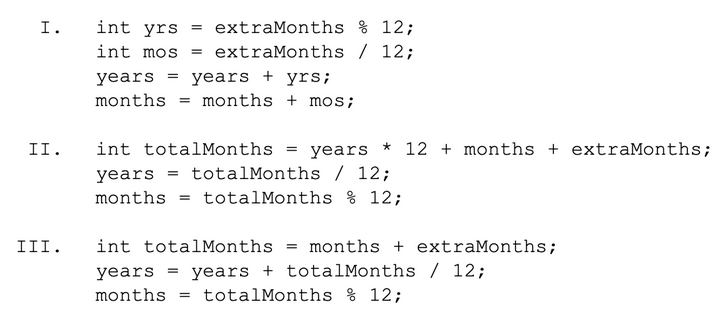 I. int yrs = extraMonths % 12;
int mos = extraMonths / 12;
years = years + yrs;
months = months + mos;
II. int totalMonths = years * 12 + months + extraMonths;
years = totalMonths / 12;
months = totalMonths % 12;
III. int totalMonths = months + extraMonths;
years = years + totalMonths / 12;
months = totalMonths % 12;